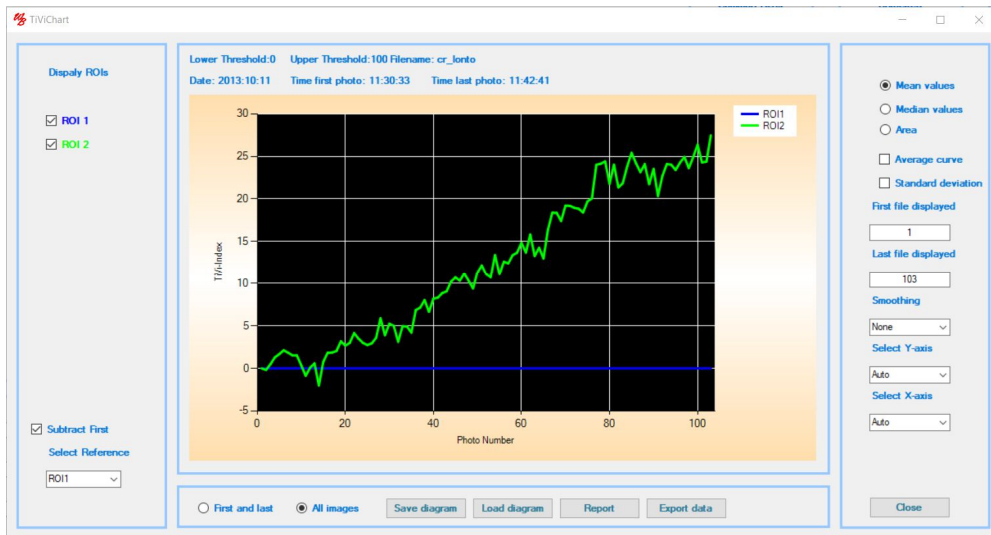 TiViChart
Dispaly ROIs
ROI 1
ROI 2
Subtract First
Select Reference
ROI1
Lower Threshold:0 Upper Threshold:100 Filename: cr_lonto
Date: 2013:10:11 Time first photo: 11:30:33 Time last photo: 11:42:41
ROI1
ROI2
30
25
20
15
10
5
0
-5
TiVi-Index
0 20 40 60 80 100
Photo Number
First and last
All images
Save diagram
Load diagram
Report
Export data
Mean values
Median values
Area
Average curve
Standard deviation
First file displayed
1
Last file displayed
103
Smoothing
None
Select Y-axis
Auto
Select X-axis
Auto
Close